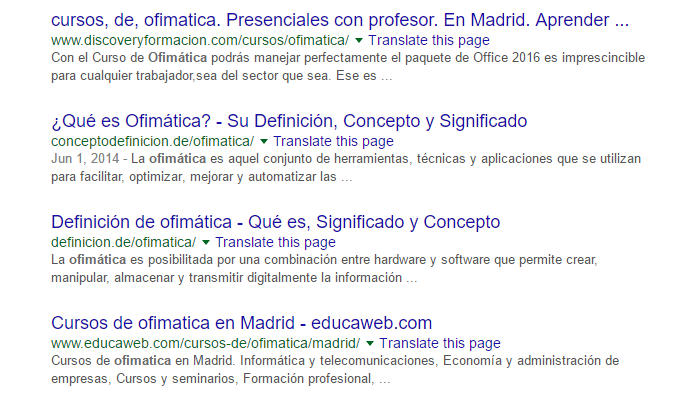 cursos, de, ofimatica. Presenciales con profesor. En Madrid. Aprender ...
www.discoveryformacion.com/cursos/ofimatica/ Translate this page
Con el Curso de Ofimática podrás manejar perfectamente el paquete de Office 2016 es imprescincible
para cualquier trabajador,sea del sector que sea. Ese es ...
¿Qué es Ofimática? - Su Definición, Concepto y Significado
conceptodefinicion.de/ofimatica/ Translate this page
Jun 1, 2014 - La ofimática es aquel conjunto de herramientas, técnicas y aplicaciones que se utilizan
para facilitar, optimizar, mejorar y automatizar las ...
Definición de ofimática - Qué es, Significado y Concepto
definicion.de/ofimatica/ Translate this page
La ofimática es posibilitada por una combinación entre hardware y software que permite crear,
manipular, almacenar y transmitir digitalmente la información ...
Cursos de ofimatica en Madrid - educaweb.com
www.educaweb.com/cursos-de/ofimatica/madrid/ Translate this page
Cursos de ofimatica en Madrid. Informática y telecomunicaciones, Economía y administración de
empresas, Cursos y seminarios, Formación profesional, ...